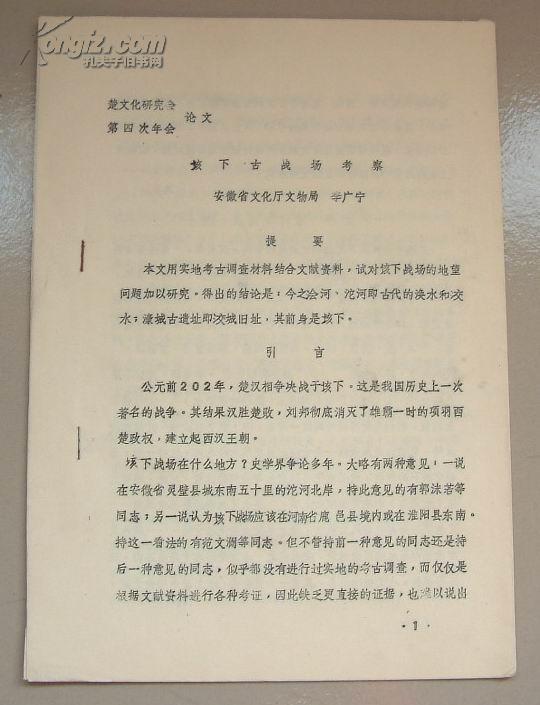 Kongfz.com
孔夫子旧书网
楚文化研究会
第四次年会 论文
垓下古战场考察
安徽省文化厅文物局 李广宁
提要
本文用实地考古调查材料结合文献资料，试对垓下战场的地望
问题加以研究。得出的结论是：今之浍河、沱河即古代的涣水和洨
水；濠城古遗址即洨城旧址，其前身是垓下。
引言
公元前202年，楚汉相争决战于垓下。这是我国历史上一次
著名的战争。其结果汉胜楚败，刘邦彻底消灭了雄霸一时的项羽西
楚政权，建立起西汉王朝。
垓下战场在什么地方？史学界争论多年。大略有两种意见：一说
在安徽省灵璧县城东南五十里的沱河北岸，持此意见的有郭沫若等
同志；另一说认为垓下战场应该在河南省鹿邑县境内或在淮阳县东南。
持这一看法的有范文澜等同志。但不管持前一种意见的同志还是持
后一种意见的同志，似乎都没有进行过实地的考古调查，而仅仅是
根据文献资料进行各种考证，因此缺乏更直接的证据，也难以说出
·1·